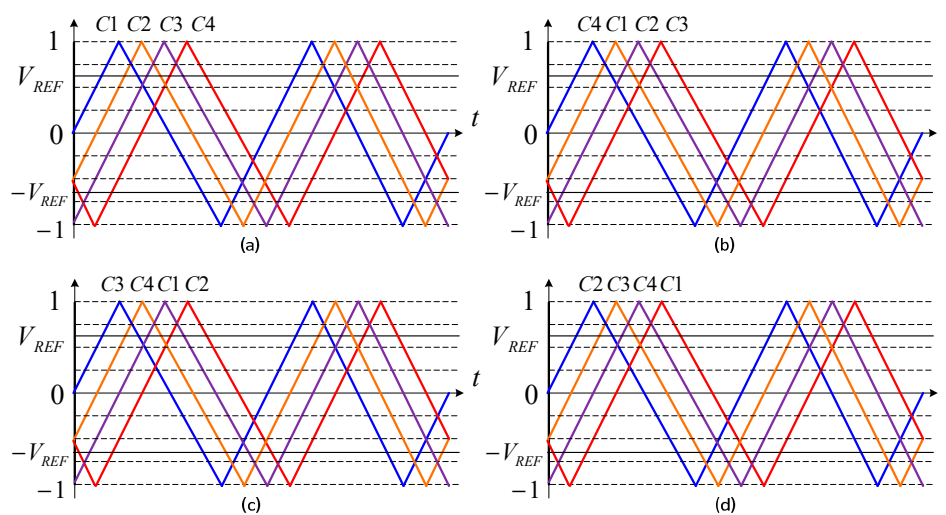 C1 C2 C3 C4
1
V_REF
0
t
−V_REF
−1
(a)
C4 C1 C2 C3
1
V_REF
0
t
−V_REF
−1
(b)
C3 C4 C1 C2
1
V_REF
0
t
−V_REF
−1
(c)
C2 C3 C4 C1
1
V_REF
0
−V_REF
−1
(d)